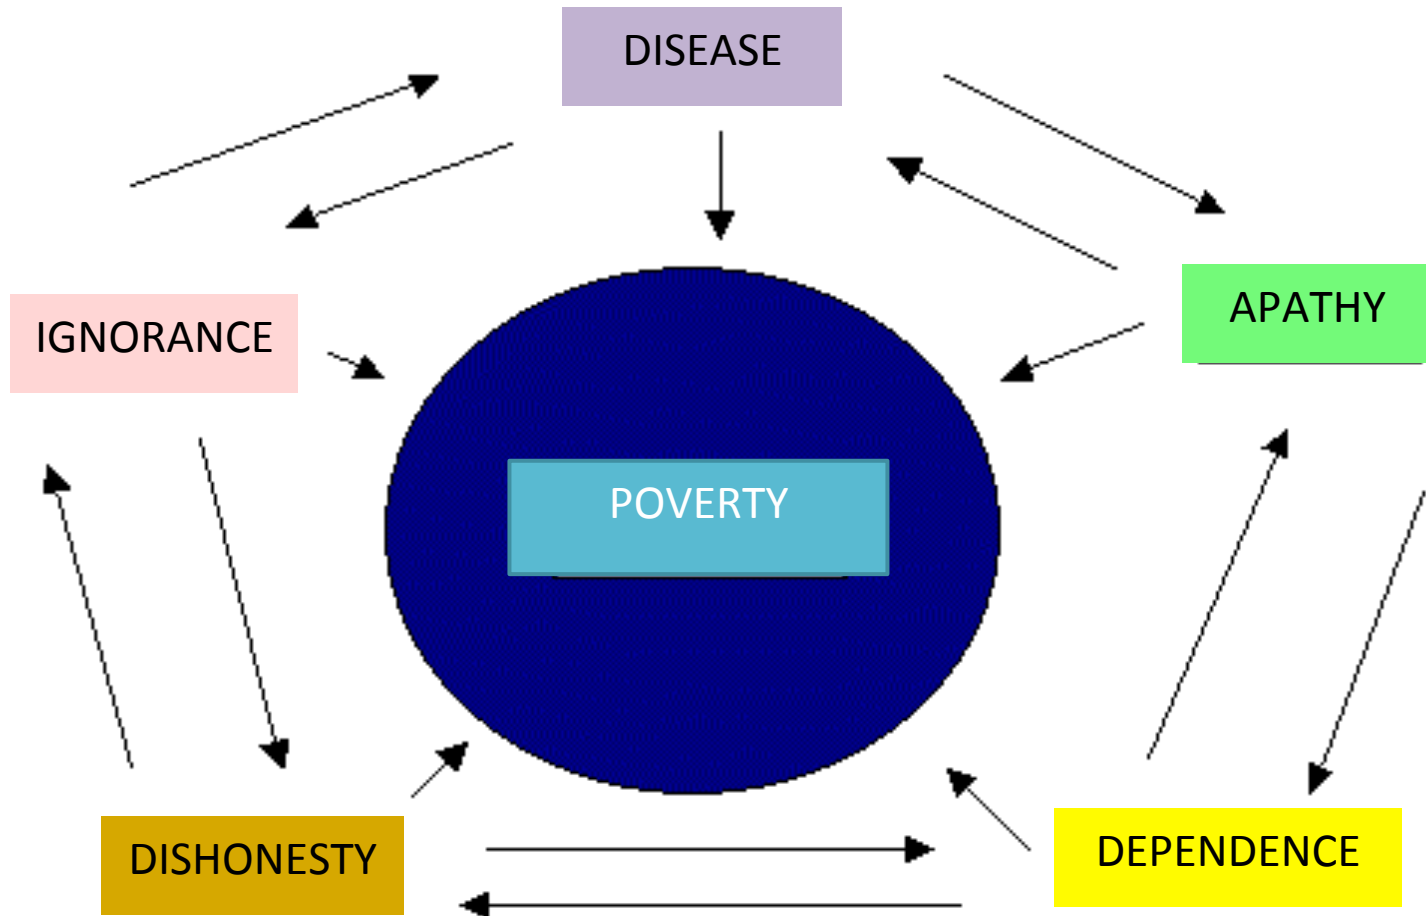 DISEASE
APATHY
IGNORANCE
POVERTY
DISHONESTY
DEPENDENCE